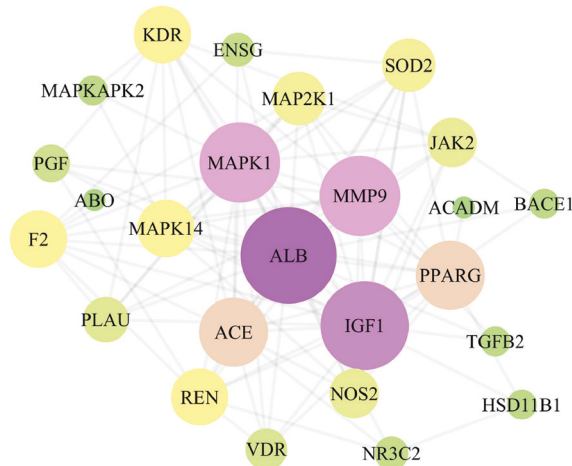 KDR
ENSG
SOD2
MAPKAPK2
MAP2K1
JAK2
PGF
MAPK1
ABO
MMP9
ACADM
BACE1
F2
MAPK14
ALB
PPARG
PLAU
ACE
IGF1
TGFB2
REN
NOS2
HSD11B1
VDR
NR3C2